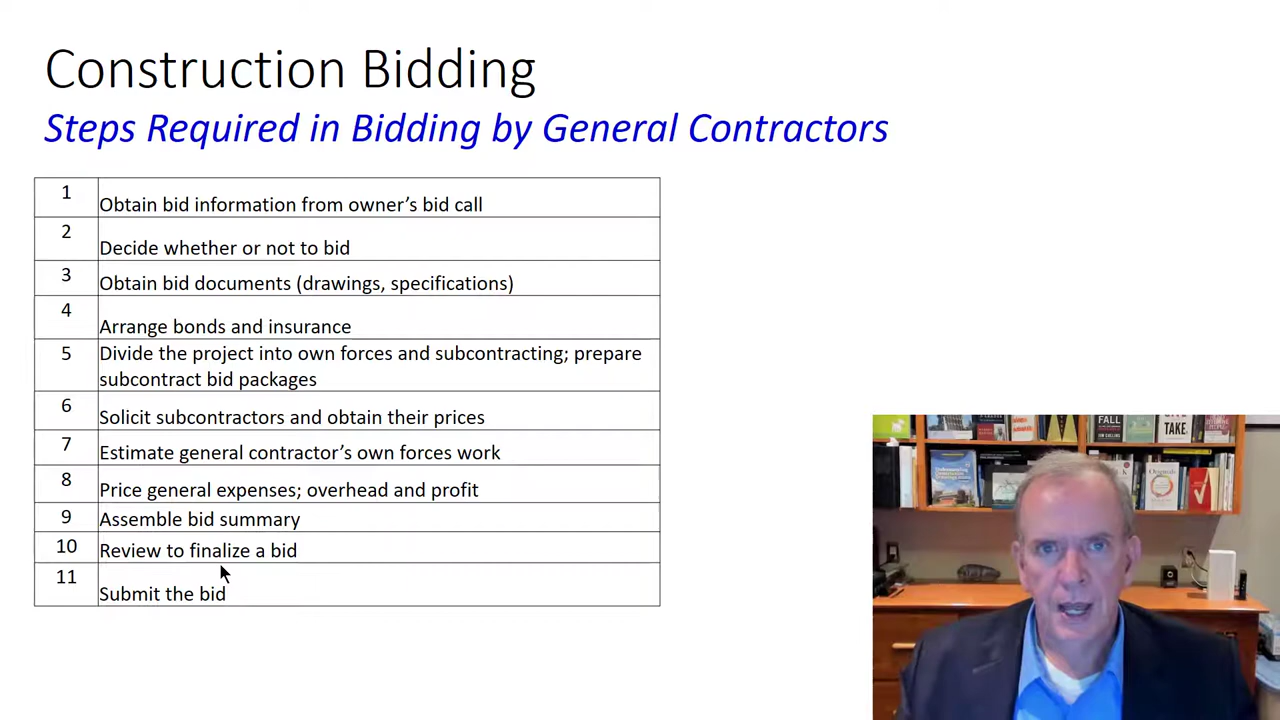 Construction Bidding
Steps Required in Bidding by General Contractors
1
Obtain bid information from owner’s bid call
2
Decide whether or not to bid
3
Obtain bid documents (drawings, specifications)
4
Arrange bonds and insurance
5
Divide the project into own forces and subcontracting; prepare
subcontract bid packages
6
Solicit subcontractors and obtain their prices
7
Estimate general contractor’s own forces work
8
Price general expenses; overhead and profit
9
Assemble bid summary
10
Review to finalize a bid
11
Submit the bid
FALL
TAKE